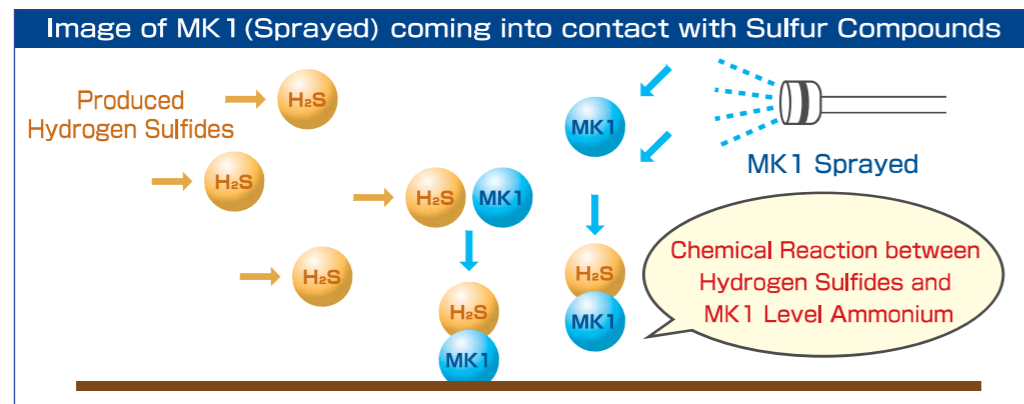 Image of MK1(Sprayed) coming into contact with Sulfur Compounds
Produced
Hydrogen Sulfides
H₂S
H₂S
H₂S
H₂S
MK1
H₂S
MK1
MK1
H₂S
MK1
MK1 Sprayed
Chemical Reaction between
Hydrogen Sulfides and
MK1 Level Ammonium